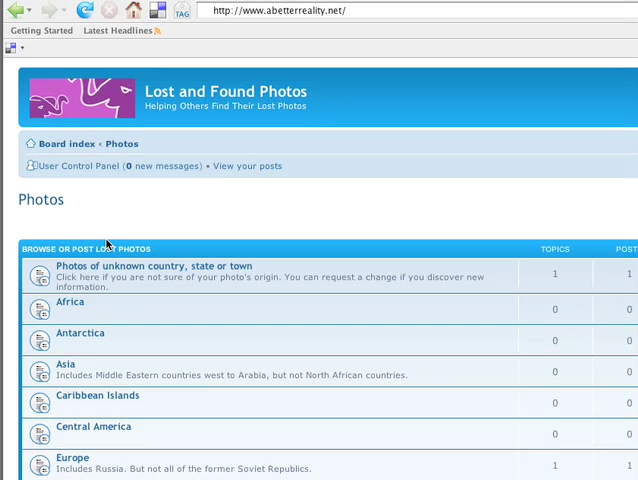 TAG
http://www.abetterreality.net/
Getting Started Latest Headlines
Lost and Found Photos
Helping Others Find Their Lost Photos
Board index ‹ Photos
User Control Panel (0 new messages) • View your posts
Photos
BROWSE OR POST LOST PHOTOS TOPICS POST
Photos of unknown country, state or town
Click here if you are not sure of your photo's origin. You can request a change if you discover new 1 1
information.
Africa
0 0
Antarctica
0 0
Asia
Includes Middle Eastern countries west to Arabia, but not North African countries. 0 0
Caribbean Islands
0 0
Central America
0 0
Europe
Includes Russia. But not all of the former Soviet Republics. 1 1